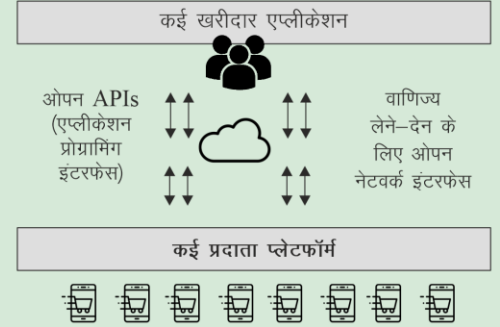 कई खरीदार एप्लीकेशन
ओपन APIs
(एप्लीकेशन
प्रोग्रामिंग
इंटरफेस)
वाणिज्य
लेने–देन के
लिए ओपन
नेटवर्क इंटरफेस
कई प्रदाता प्लेटफॉर्म